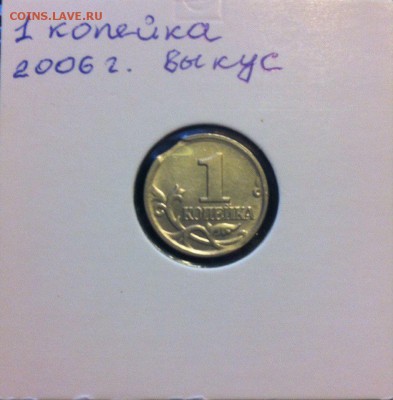 COINS.LAVE.RU
1 копейка
2006 г. выкус
1
КОПЕЙКА